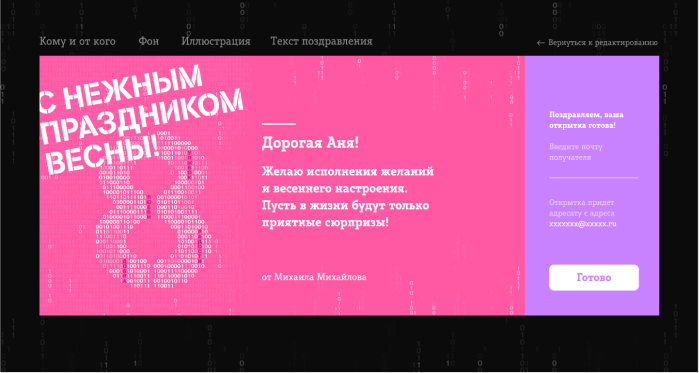 Кому и от кого
Фон
Иллюстрация
Текст поздравления
← Вернуться к редактированию
С НЕЖНЫМ
ПРАЗДНИКОМ
ВЕСНЫ!
Дорогая Аня!
Желаю исполнения желаний
и весеннего настроения.
Пусть в жизни будут только
приятные сюрпризы!
от Михаила Михайлова
Поздравляем, ваша
открытка готова!
Введите почту
получателя
Открытка придет
адресату с адреса
xxxxxxx@xxxxx.ru
Готово